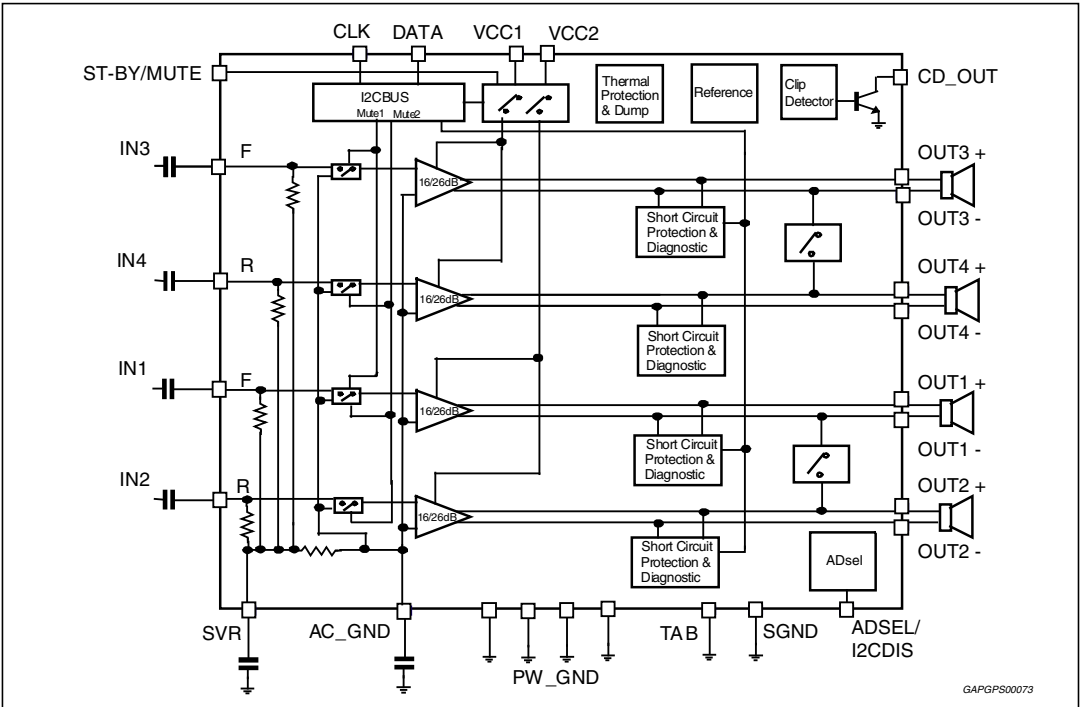 CLK DATA VCC1 VCC2
ST-BY/MUTE
I2CBUS
Mute1 Mute2
Thermal
Protection
& Dump
Reference
Clip
Detector
CD_OUT
IN3
F
16/26dB
OUT3 +
OUT3 -
Short Circuit
Protection &
Diagnostic
IN4
R
16/26dB
OUT4 +
OUT4 -
Short Circuit
Protection &
Diagnostic
IN1
F
16/26dB
OUT1 +
OUT1 -
Short Circuit
Protection &
Diagnostic
IN2
R
16/26dB
OUT2 +
OUT2 -
Short Circuit
Protection &
Diagnostic
ADsel
SVR
AC_GND
PW_GND
TAB
SGND
ADSEL/
I2CDIS
GAPGPS00073